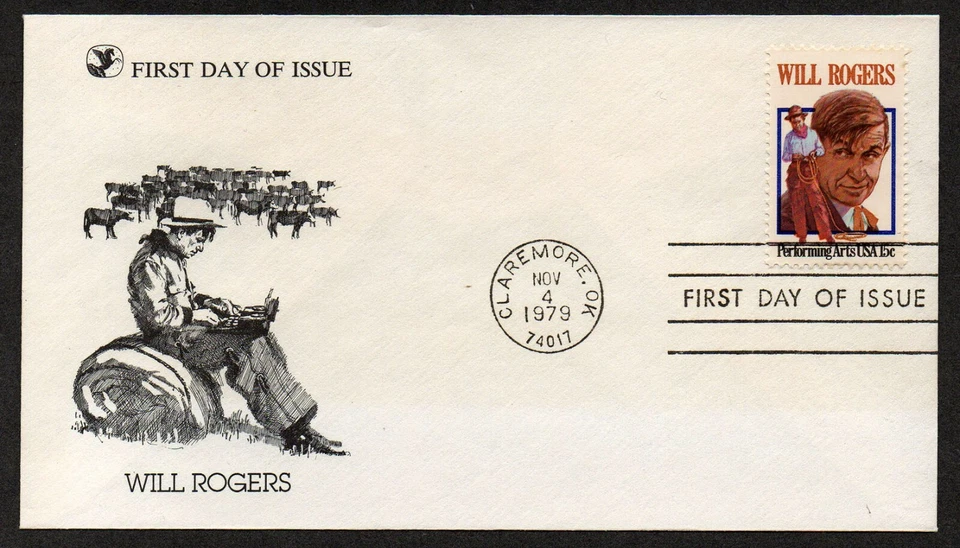 FIRST DAY OF ISSUE
WILL ROGERS
Performing Arts USA 15c
CLAREMORE, OK
NOV
4
1979
74017
FIRST DAY OF ISSUE
WILL ROGERS